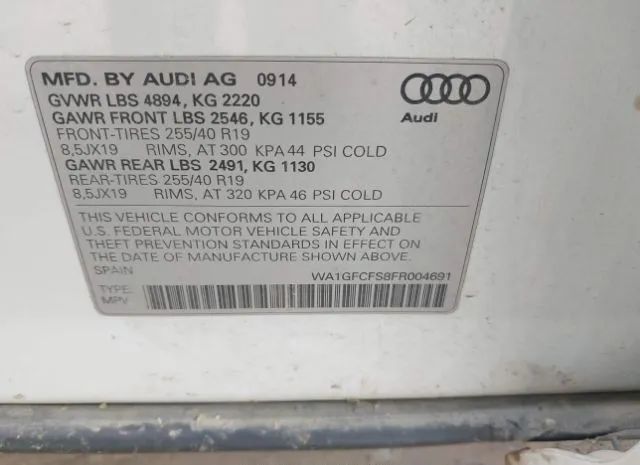 MFD. BY AUDI AG 0914
GVWR LBS 4894, KG 2220
GAWR FRONT LBS 2546, KG 1155
FRONT-TIRES 255/40 R19
8,5JX19 RIMS, AT 300 KPA 44 PSI COLD
GAWR REAR LBS 2491, KG 1130
REAR-TIRES 255/40 R19
8,5JX19 RIMS, AT 320 KPA 46 PSI COLD
Audi
THIS VEHICLE CONFORMS TO ALL APPLICABLE
U.S. FEDERAL MOTOR VEHICLE SAFETY AND
THEFT PREVENTION STANDARDS IN EFFECT ON
THE DATE OF MANUFACTURE SHOWN ABOVE.
SPAIN WA1GFCFS8FR004691
TYPE:
MPV